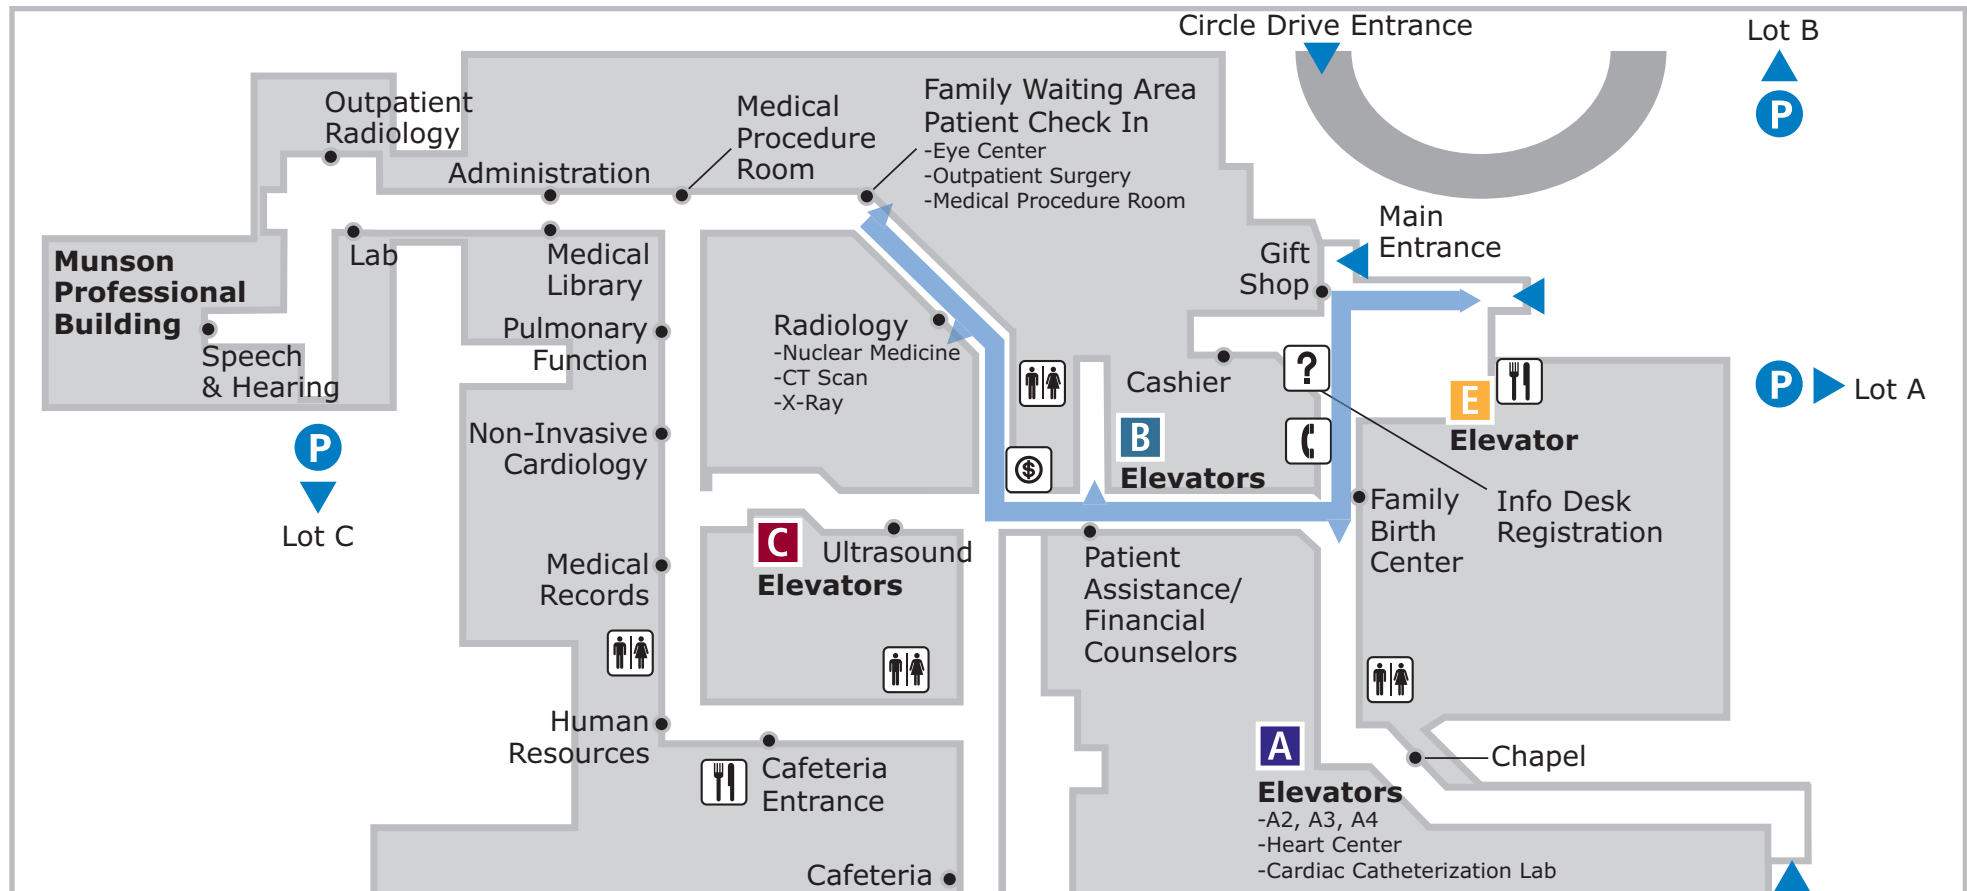 Circle Drive Entrance
Lot B
P
Outpatient
Radiology
Medical
Procedure
Room
Family Waiting Area
Patient Check In
-Eye Center
-Outpatient Surgery
-Medical Procedure Room
Administration
Main
Entrance
Gift
Shop
Munson
Professional
Building
Lab
Medical
Library
Speech
& Hearing
Pulmonary
Function
Radiology
-Nuclear Medicine
-CT Scan
-X-Ray
Cashier
?
E
Elevator
P
Lot A
P
Lot C
Non-Invasive
Cardiology
$
B
Elevators
Family
Birth
Center
Info Desk
Registration
C
Elevators
Ultrasound
Medical
Records
Patient
Assistance/
Financial
Counselors
Human
Resources
Cafeteria
Entrance
A
Elevators
-A2, A3, A4
-Heart Center
-Cardiac Catheterization Lab
Chapel
Cafeteria